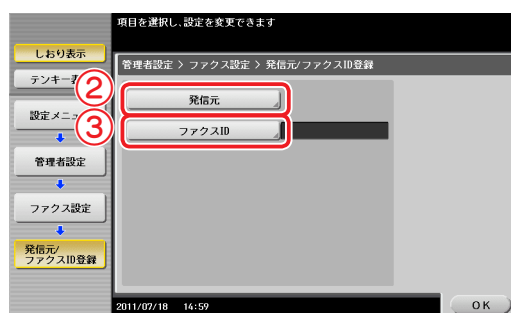 項目を選択し、設定を変更できます
しおり表示
管理者設定 > ファクス設定 > 発信元/ファクスID登録
テンキー
②
発信元
設定メニ
③
ファクスID
管理者設定
ファクス設定
発信元/
ファクスID登録
2011/07/18 14:59
OK